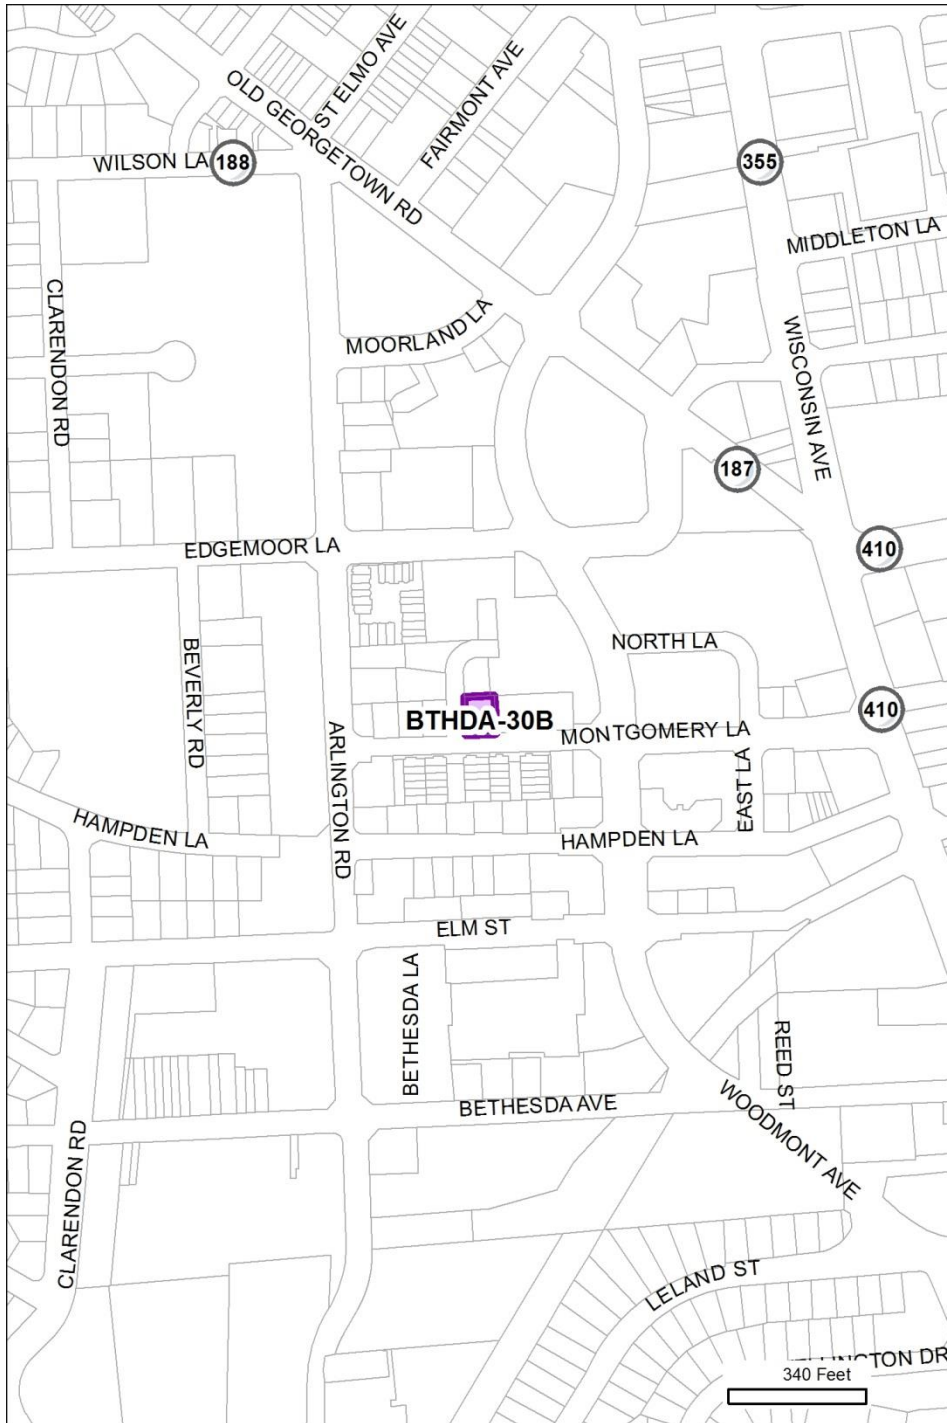 ST ELMO AVE
OLD GEORGETOWN RD
FAIRMONT AVE
WILSON LA
188
355
MIDDLETON LA
CLARENDON RD
MOORLAND LA
WISCONSIN AVE
187
EDGEMOOR LA
410
BEVERLY RD
NORTH LA
BTHDA-30B
410
MONTGOMERY LA
ARLINGTON RD
EAST LA
HAMPDEN LA
HAMPDEN LA
ELM ST
BETHESDA LA
REED ST
BETHESDA AVE
WOODMONT AVE
CLARENDON RD
LELAND ST
INGTON DR
340 Feet